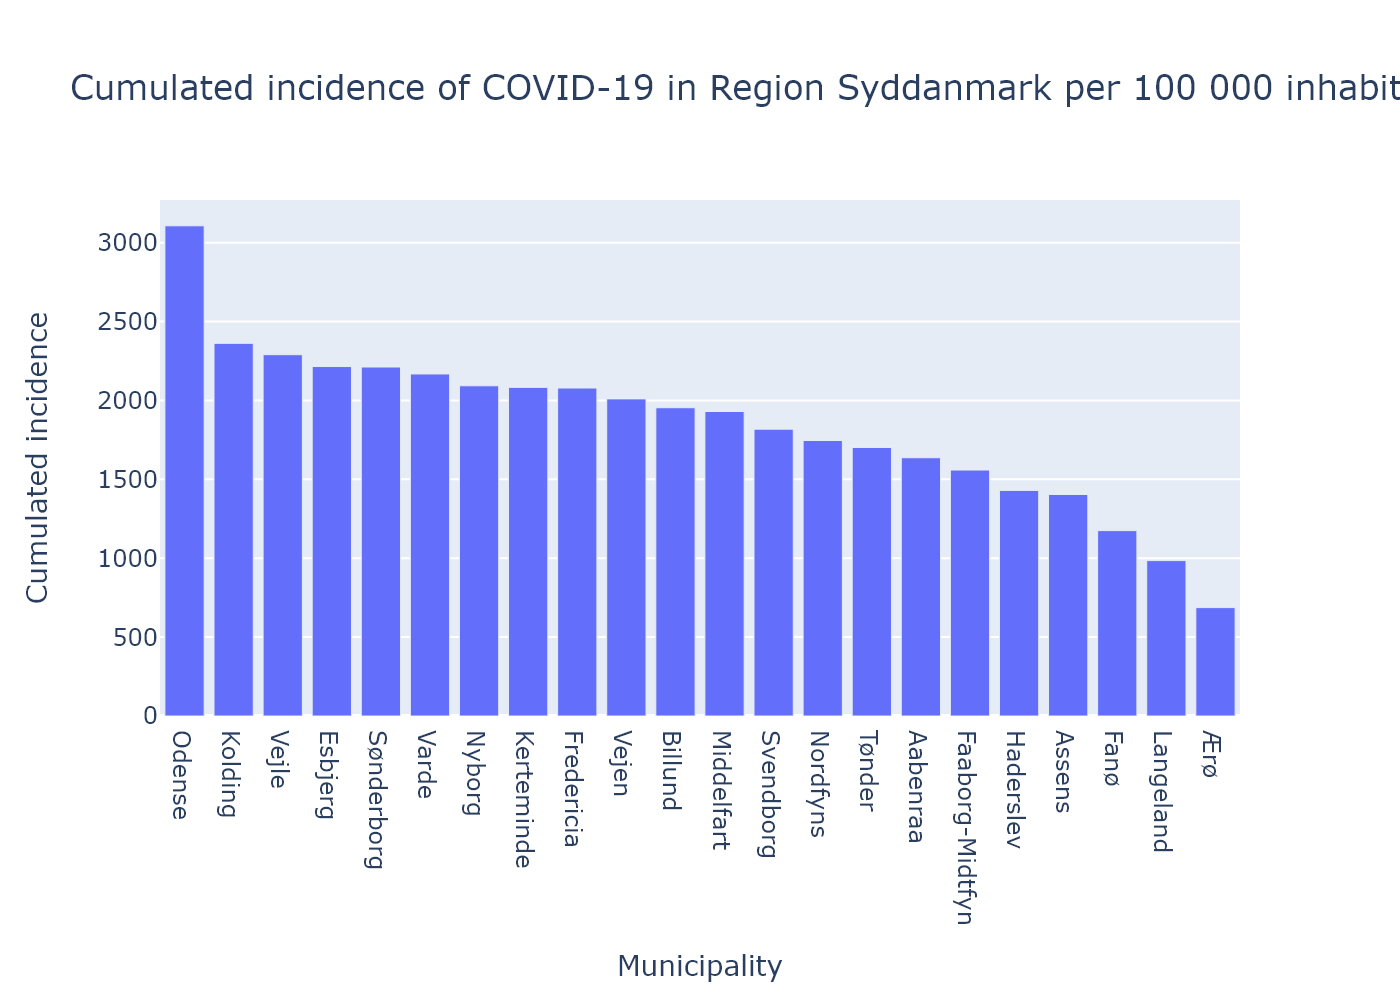 Cumulated incidence of COVID-19 in Region Syddanmark per 100 000 inhabit
Cumulated incidence
3000
2500
2000
1500
1000
500
0
Odense
Kolding
Vejle
Esbjerg
Sønderborg
Varde
Nyborg
Kerteminde
Fredericia
Vejen
Billund
Middelfart
Svendborg
Nordfyns
Tønder
Aabenraa
Faaborg-Midtfyn
Haderslev
Assens
Fanø
Langeland
Ærø
Municipality